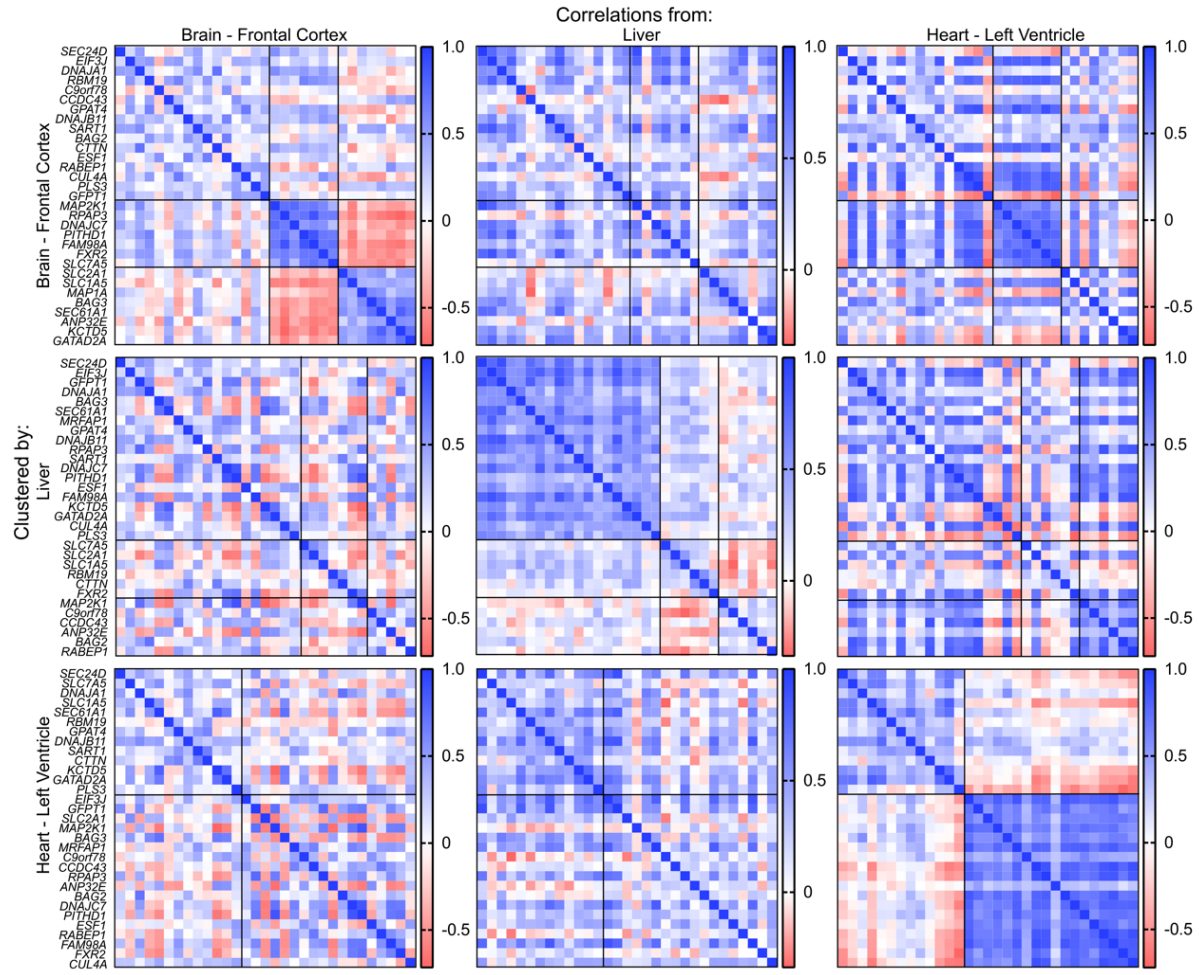 Correlations from:
Brain - Frontal Cortex
Liver
Heart - Left Ventricle
Clustered by:
Brain - Frontal Cortex
SEC24D
EIF3J
DNAJA1
RBM19
C9orf78
CCDC43
GPAT4
DNAJB11
SART1
BAG2
CTTN
ESF1
RABEP1
CUL4A
PLS3
GFPT1
MAP2K1
RPAP3
DNAJC7
PITHD1
FAM98A
FXR2
SLC7A5
SLC2A1
SLC1A5
MAP1A
BAG3
SEC61A1
ANP32E
KCTD5
GATAD2A
1.0
0.5
0
-0.5
1.0
0.5
0
1.0
0.5
0
-0.5
Liver
SEC24D
EIF3J
GFPT1
DNAJA1
BAG3
SEC61A1
MRFAP1
GPAT4
DNAJB11
RPAP3
SART1
DNAJC7
PITHD1
ESF1
FAM98A
KCTD5
GATAD2A
CUL4A
PLS3
SLC7A5
SLC2A1
SLC1A5
RBM19
CTTN
FXR2
MAP2K1
C9orf78
CCDC43
ANP32E
BAG2
RABEP1
1.0
0.5
0
-0.5
1.0
0.5
0
1.0
0.5
0
-0.5
Heart - Left Ventricle
SEC24D
SLC7A5
DNAJA1
SLC1A5
SEC61A1
RBM19
GPAT4
DNAJB11
SART1
CTTN
KCTD5
GATAD2A
PLS3
EIF3J
GFPT1
SLC2A1
MAP2K1
BAG3
MRFAP1
C9orf78
CCDC43
RPAP3
ANP32E
BAG2
DNAJC7
PITHD1
ESF1
RABEP1
FAM98A
FXR2
CUL4A
1.0
0.5
0
-0.5
1.0
0.5
0
1.0
0.5
0
-0.5